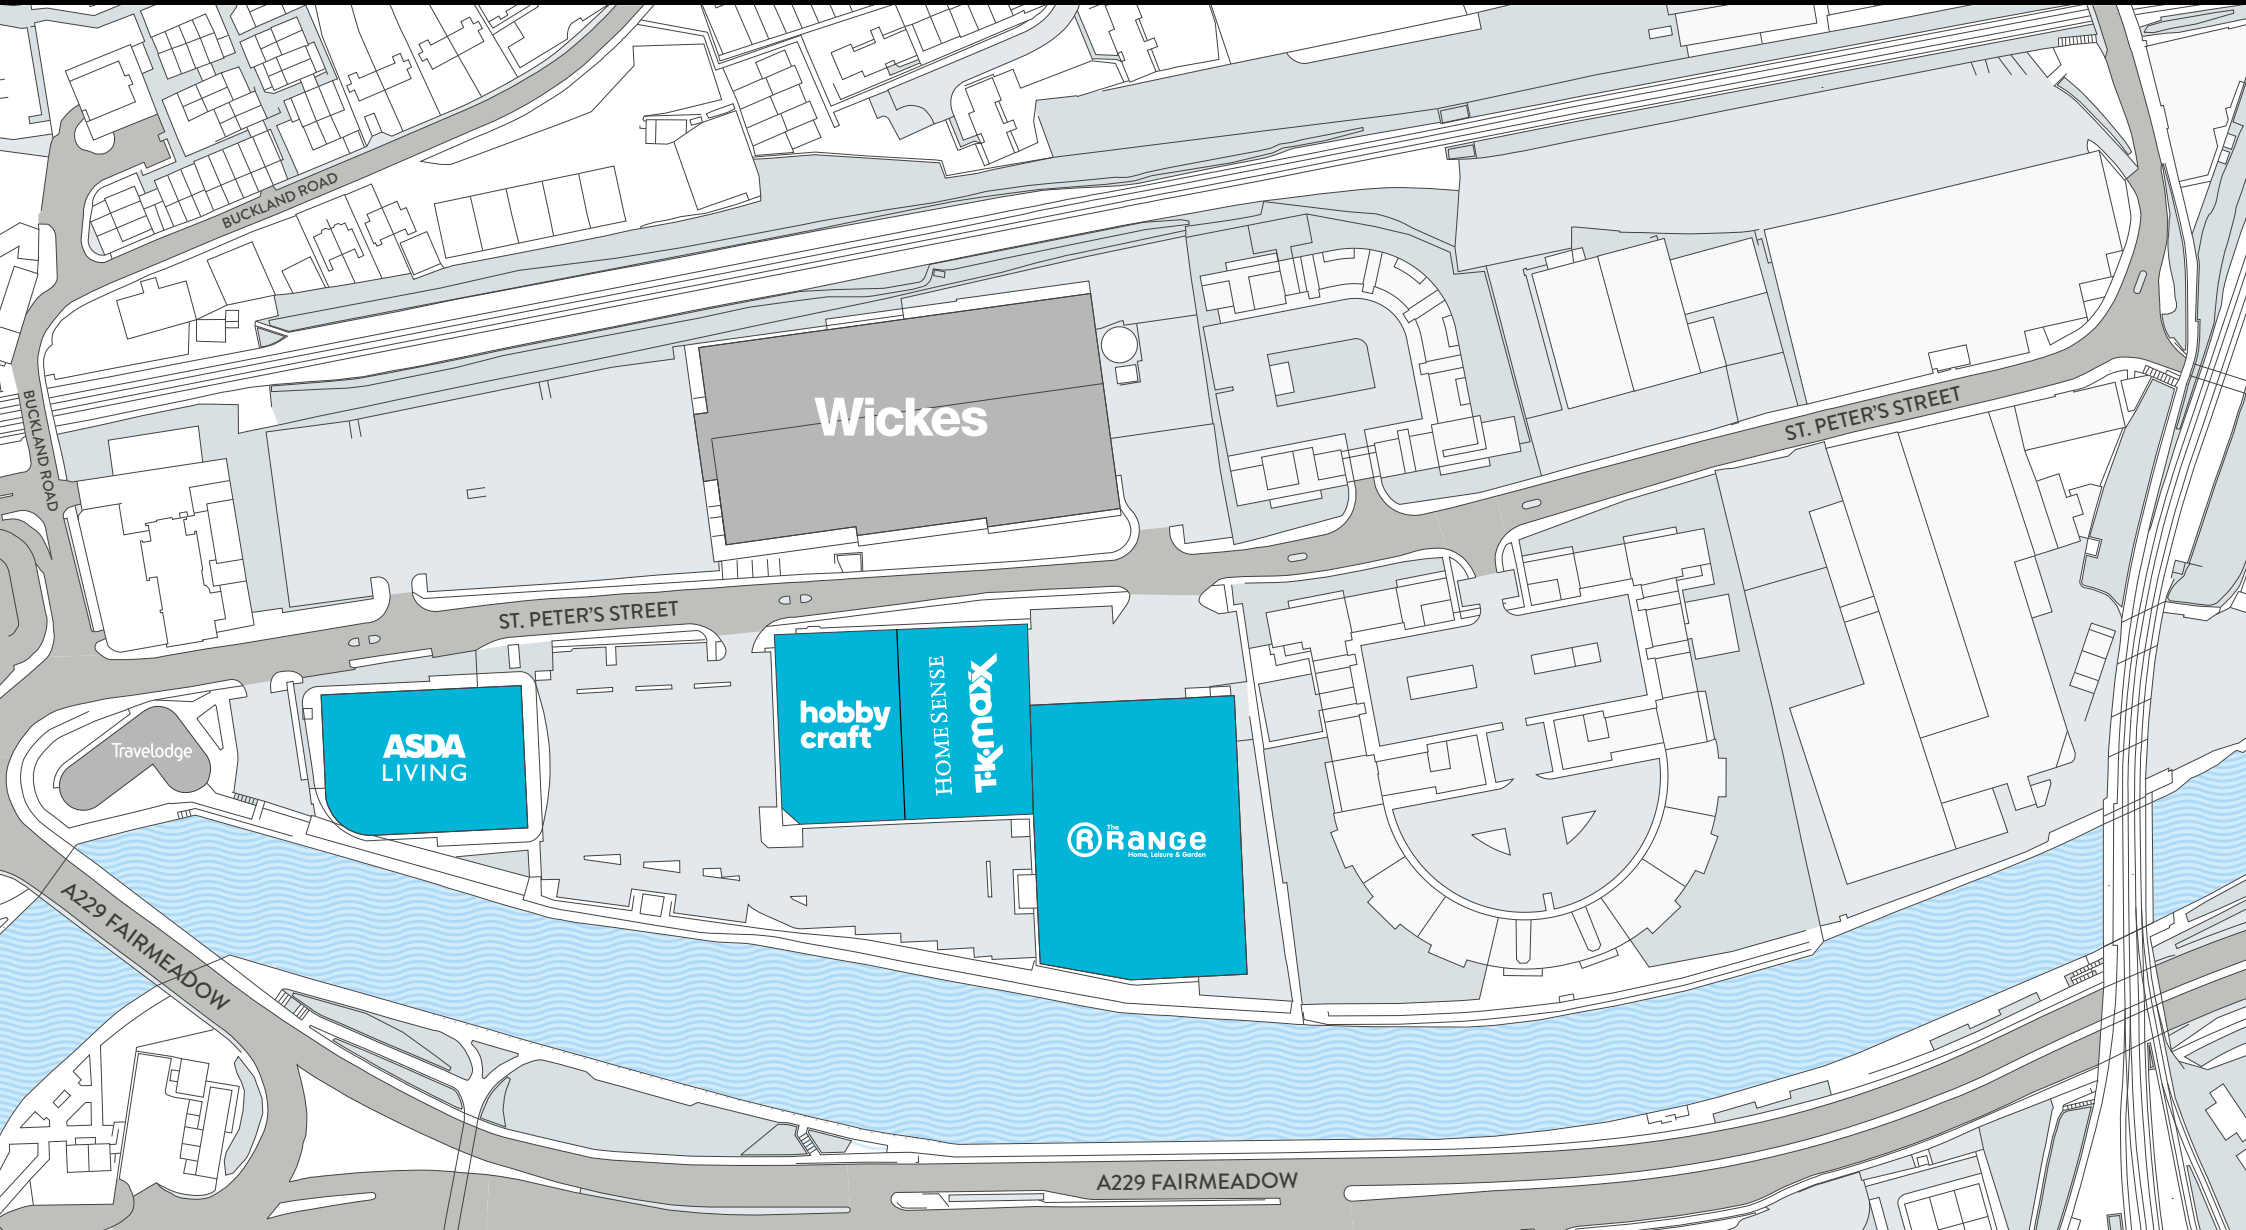 BUCKLAND ROAD
BUCKLAND ROAD
Wickes
ST. PETER'S STREET
ST. PETER'S STREET
Travelodge
ASDA
LIVING
hobby
craft
HOMESENSE
T.K.maxx
R The Range
Home, Leisure & Garden
A229 FAIRMEADOW
A229 FAIRMEADOW